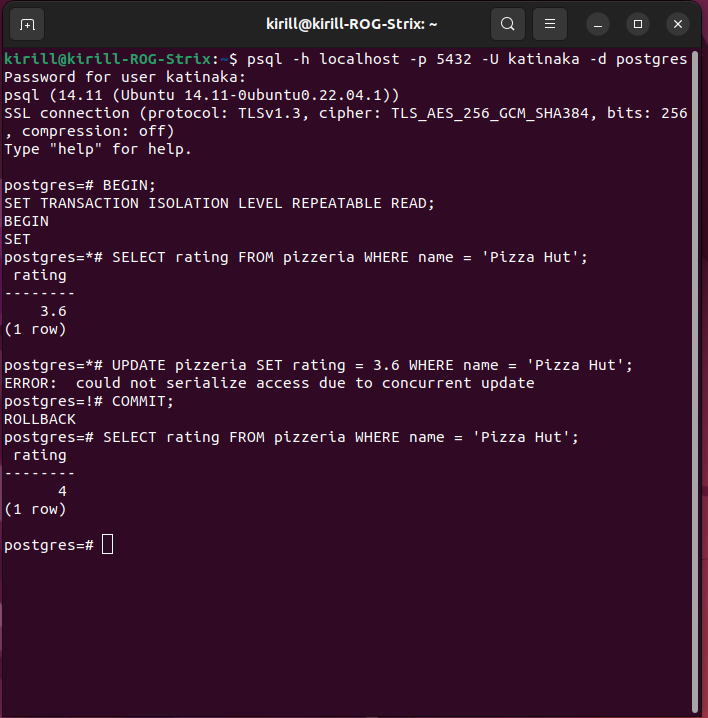 kirill@kirill-ROG-Strix: ~
kirill@kirill-ROG-Strix:~$ psql -h localhost -p 5432 -U katinaka -d postgres
Password for user katinaka:
psql (14.11 (Ubuntu 14.11-0ubuntu0.22.04.1))
SSL connection (protocol: TLSv1.3, cipher: TLS_AES_256_GCM_SHA384, bits: 256
, compression: off)
Type "help" for help.
postgres=# BEGIN;
SET TRANSACTION ISOLATION LEVEL REPEATABLE READ;
BEGIN
SET
postgres=*# SELECT rating FROM pizzeria WHERE name = 'Pizza Hut';
 rating
--------
    3.6
(1 row)
postgres=*# UPDATE pizzeria SET rating = 3.6 WHERE name = 'Pizza Hut';
ERROR:  could not serialize access due to concurrent update
postgres=!# COMMIT;
ROLLBACK
postgres=# SELECT rating FROM pizzeria WHERE name = 'Pizza Hut';
 rating
--------
      4
(1 row)
postgres=#